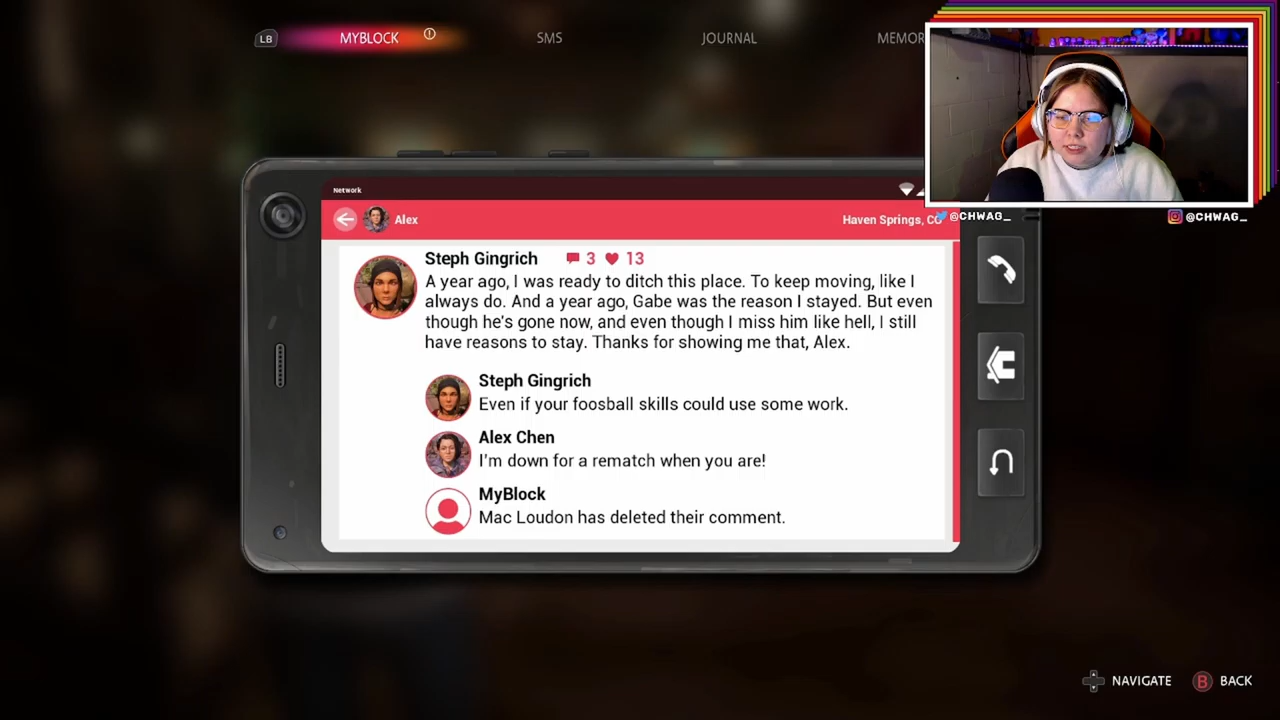 LB
MYBLOCK
SMS
JOURNAL
MEMOR
Network
Alex
Haven Springs, CO
@CHWAG_
@CHWAG_
Steph Gingrich 3 13
A year ago, I was ready to ditch this place. To keep moving, like I
always do. And a year ago, Gabe was the reason I stayed. But even
though he's gone now, and even though I miss him like hell, I still
have reasons to stay. Thanks for showing me that, Alex.
Steph Gingrich
Even if your foosball skills could use some work.
Alex Chen
I'm down for a rematch when you are!
MyBlock
Mac Loudon has deleted their comment.
NAVIGATE
B BACK